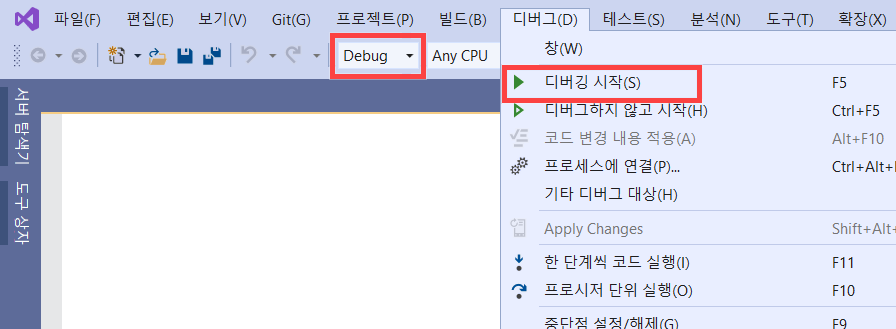 파일(F) 편집(E) 보기(V) Git(G) 프로젝트(P) 빌드(B) 디버그(D) 테스트(S) 분석(N) 도구(T) 확장(X)
Debug Any CPU
창(W)
디버깅 시작(S) F5
디버그하지 않고 시작(H) Ctrl+F5
코드 변경 내용 적용(A) Alt+F10
프로세스에 연결(P)... Ctrl+Alt+
기타 디버그 대상(H)
Apply Changes Shift+Alt+
한 단계씩 코드 실행(I) F11
프로시저 단위 실행(O) F10
중단점 설정/해제(G) F9
서버 탐색기
도구 상자